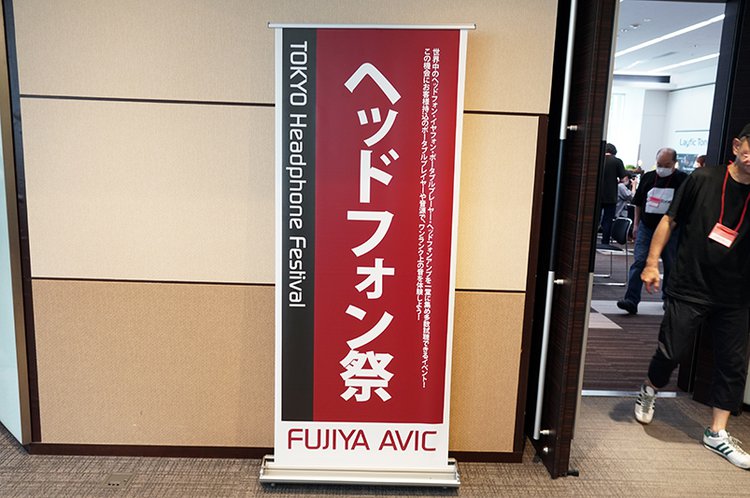 ヘッドフォン祭
TOKYO Headphone Festival
世界中のヘッドフォン・イヤフォン・ポータブルプレーヤー・ヘッドフォンアンプを一堂に集め多数試聴できるイベント!
この機会にお客様持込のポータブルプレイヤーや音源で、ワンランク上の音を体験しよう!
FUJIYA AVIC
Layfic Ton